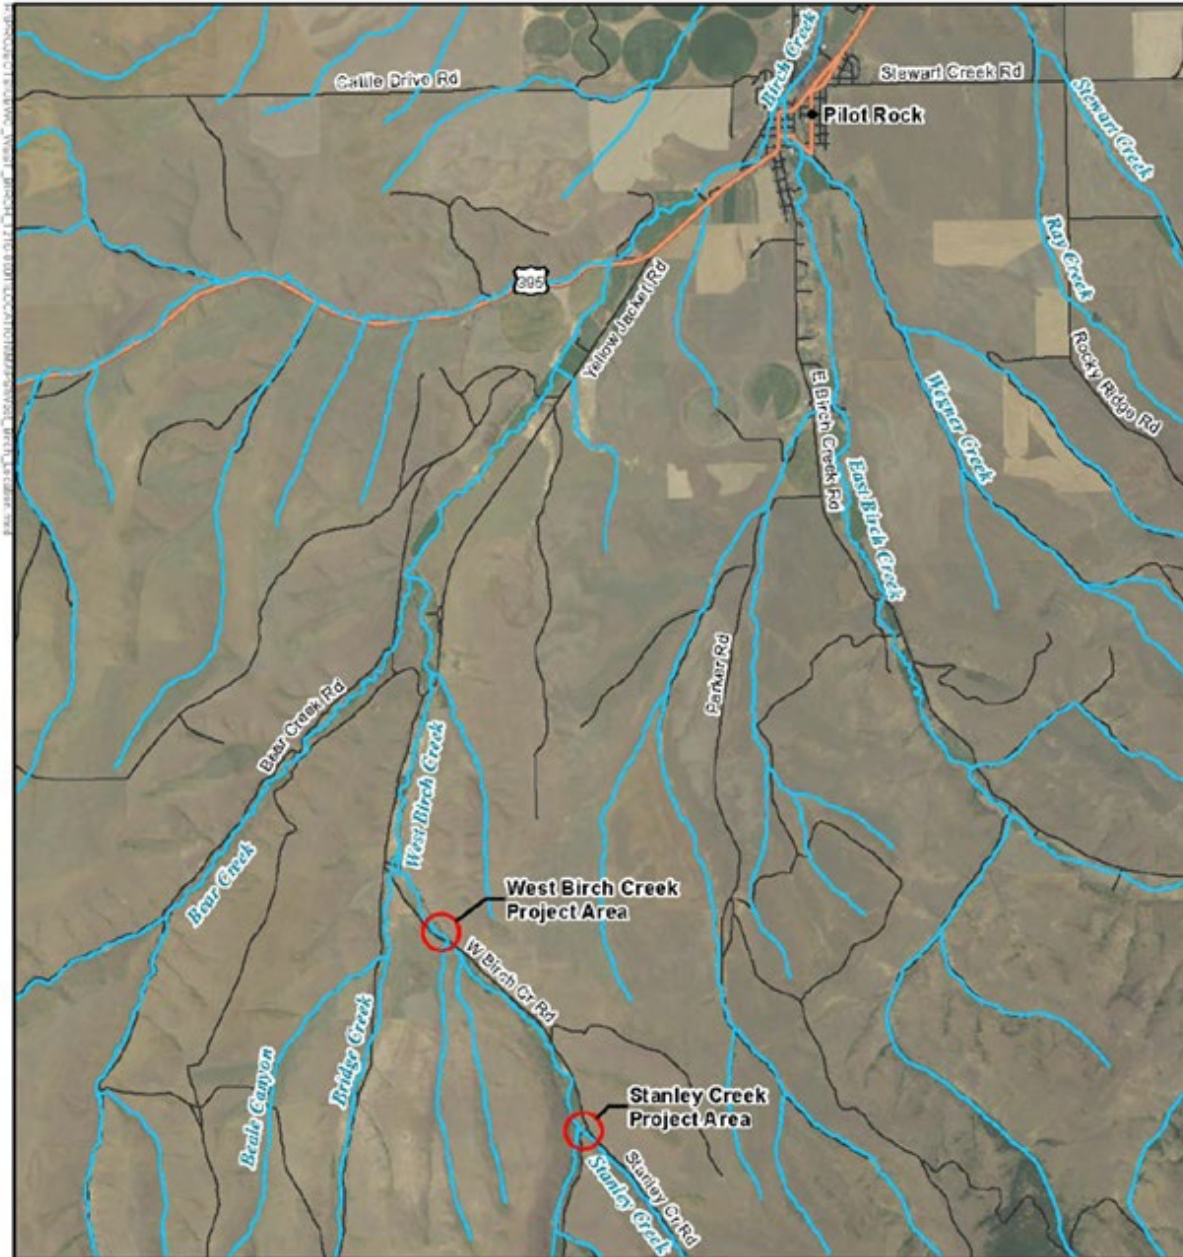 Birch Creek
Cattle Drive Rd
Stewart Creek Rd
Stewart Creek
Pilot Rock
Ray Creek
395
Yellow Jacket Rd
Rocky Ridge Rd
E Birch Creek Rd
Wegner Creek
East Birch Creek
Parker Rd
Bear Creek Rd
West Birch Creek
Bear Creek
West Birch Creek
Project Area
W Birch Cr Rd
Bridge Creek
Beale Canyon
Stanley Creek
Project Area
Stanley Creek
Stanley Cr Rd